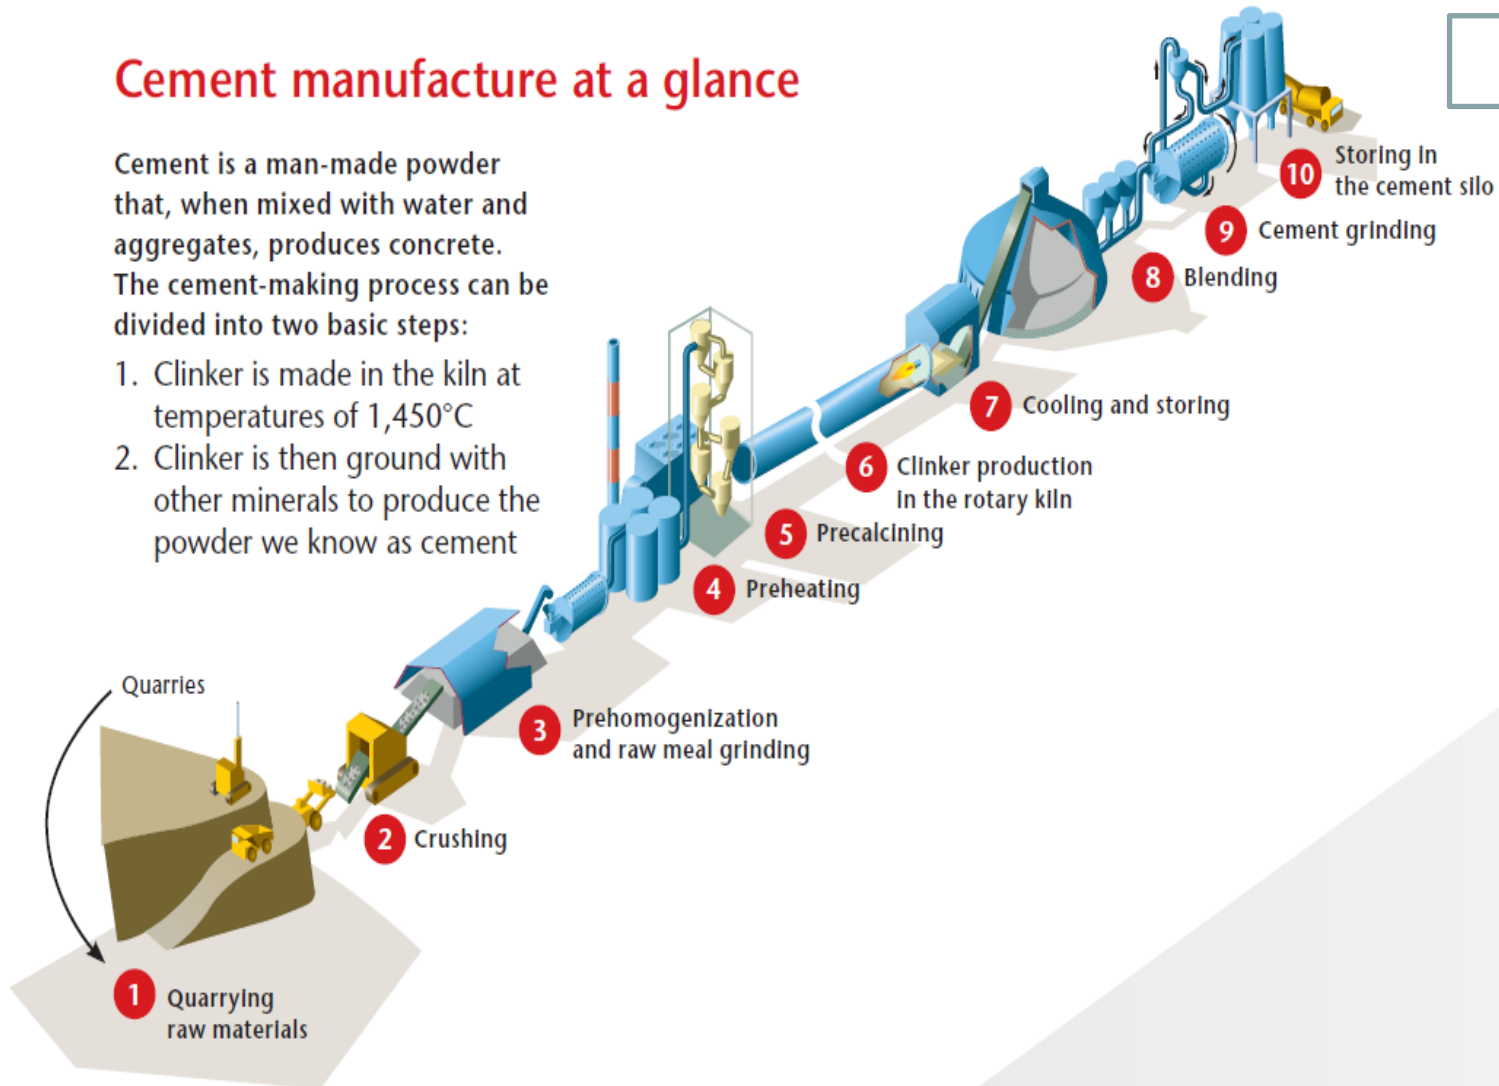 Cement manufacture at a glance
Cement is a man-made powder
that, when mixed with water and
aggregates, produces concrete.
The cement-making process can be
divided into two basic steps:
1. Clinker is made in the kiln at
temperatures of 1,450°C
2. Clinker is then ground with
other minerals to produce the
powder we know as cement
Quarries
1 Quarrying
raw materials
2 Crushing
3 Prehomogenization
and raw meal grinding
4 Preheating
5 Precalcining
6 Clinker production
in the rotary kiln
7 Cooling and storing
8 Blending
9 Cement grinding
10 Storing in
the cement silo